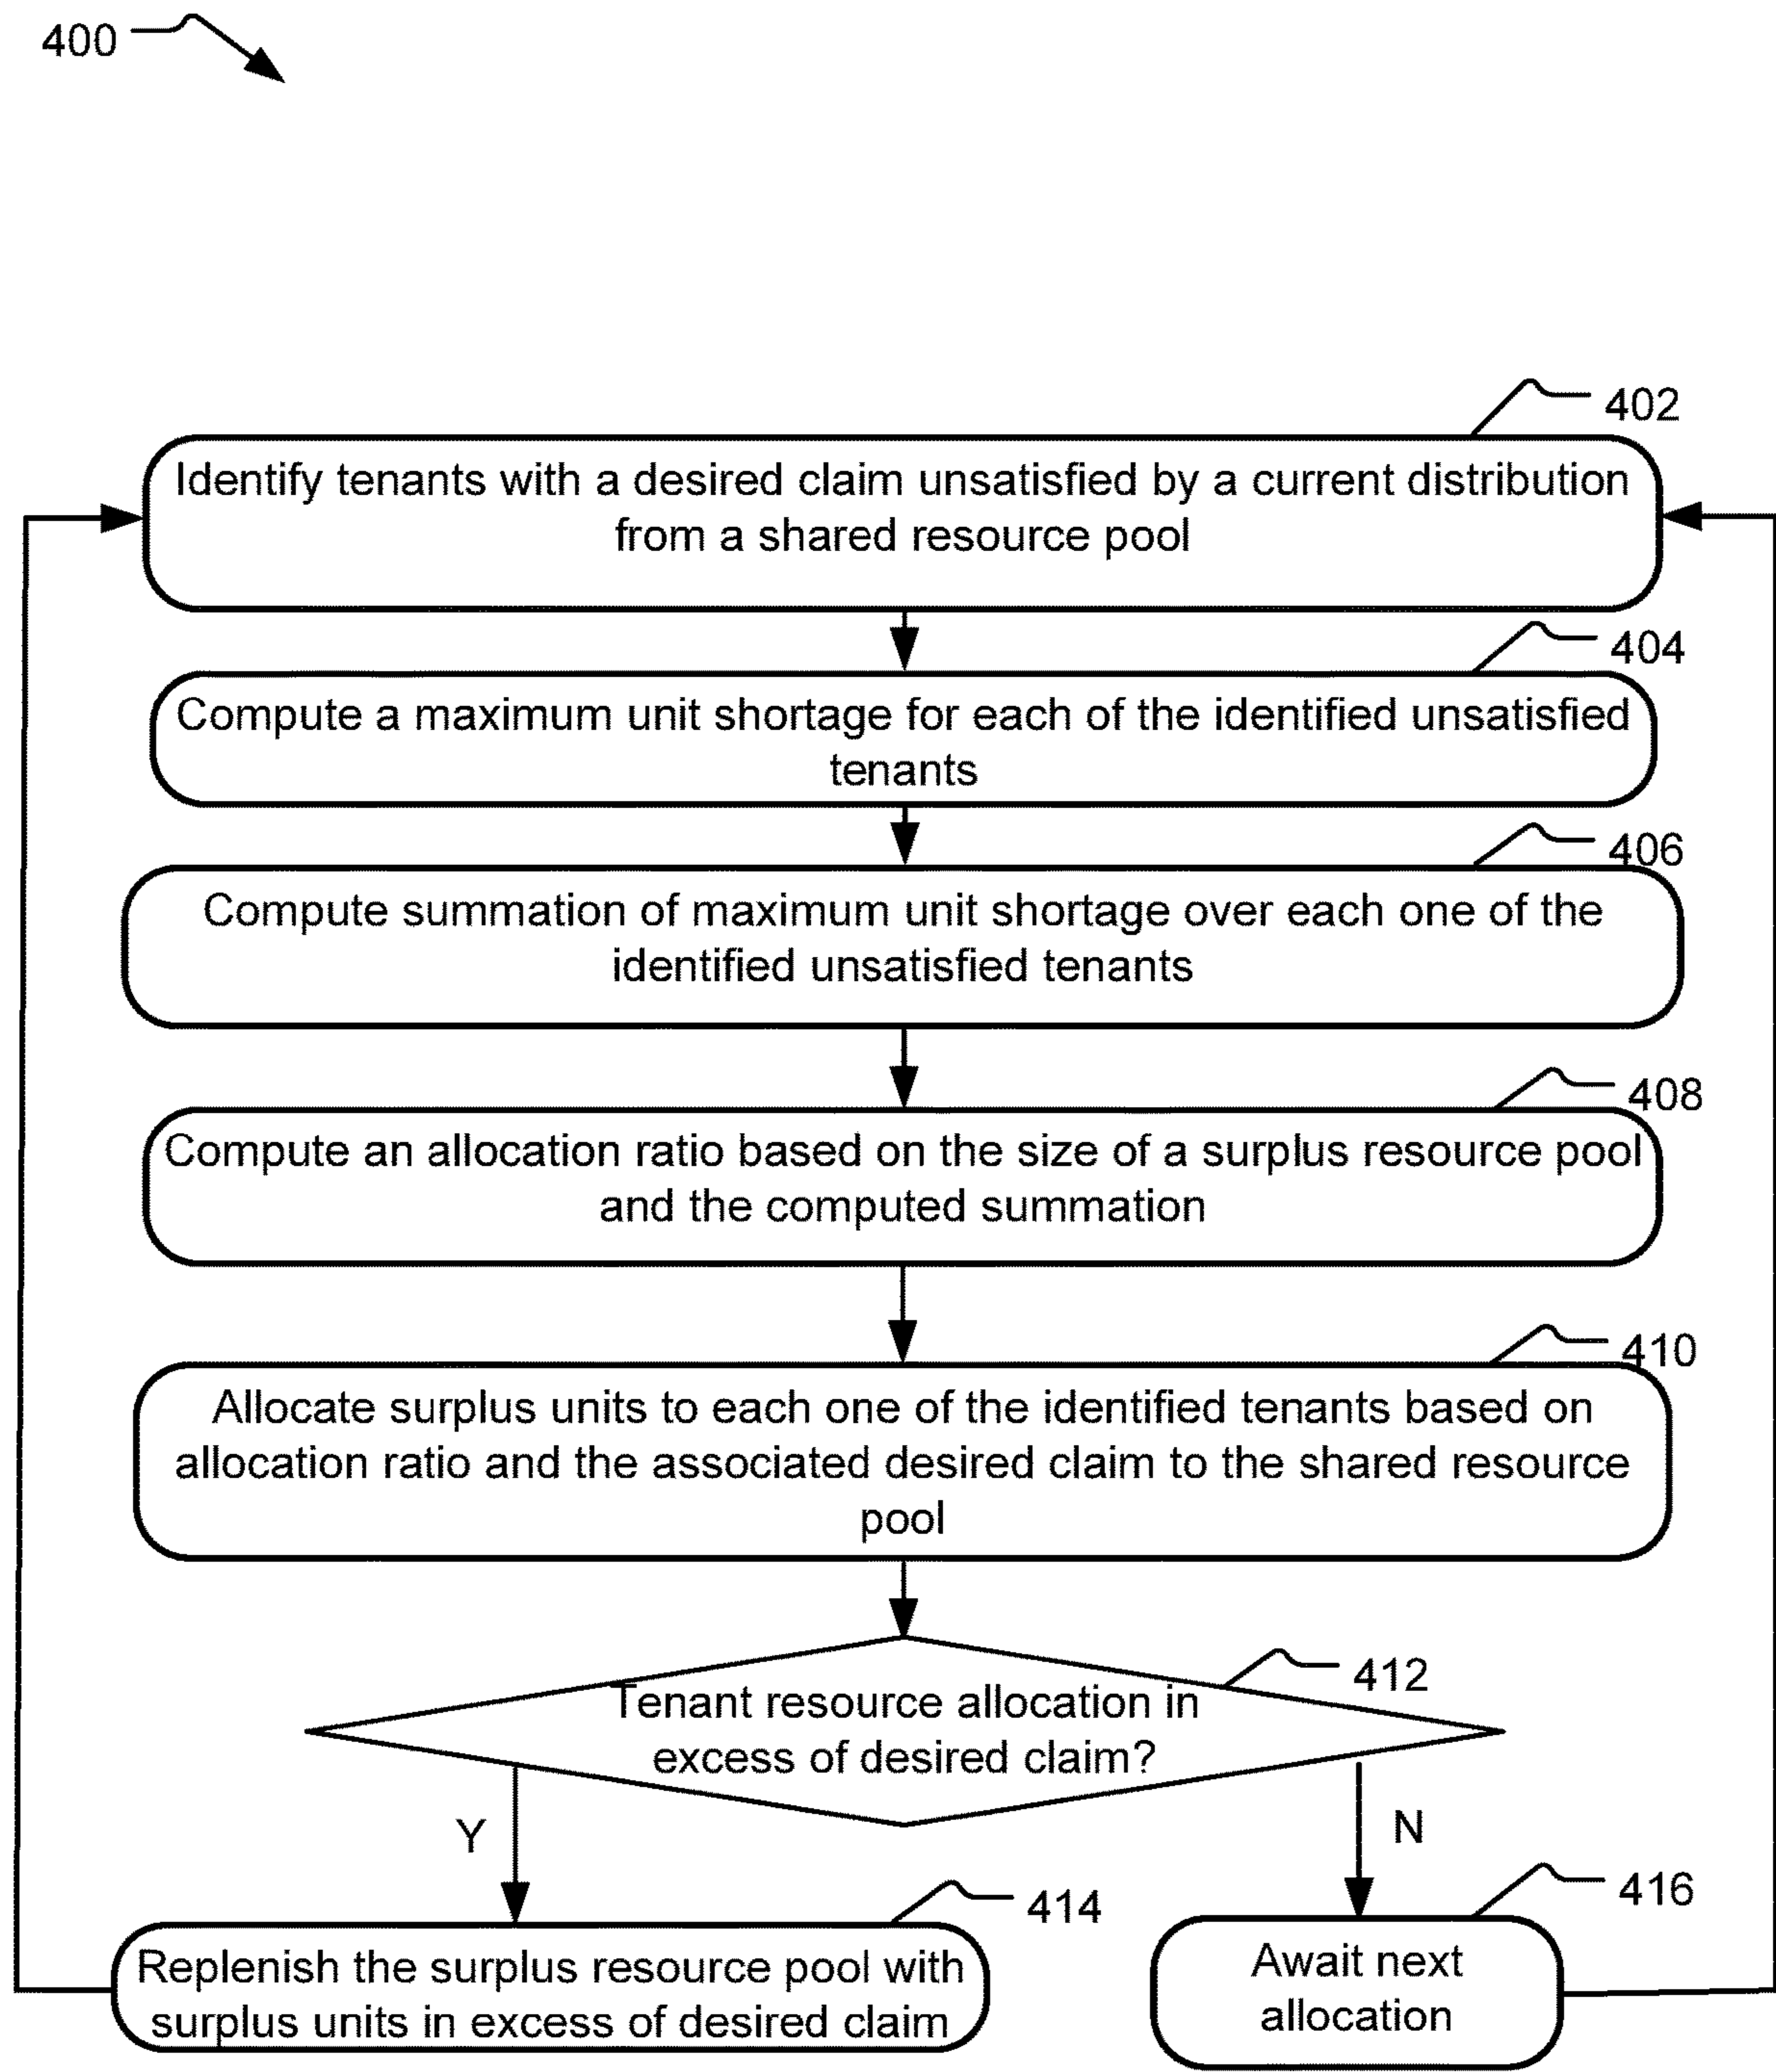 400
402
Identify tenants with a desired claim unsatisfied by a current distribution
from a shared resource pool
404
Compute a maximum unit shortage for each of the identified unsatisfied
tenants
406
Compute summation of maximum unit shortage over each one of the
identified unsatisfied tenants
408
Compute an allocation ratio based on the size of a surplus resource pool
and the computed summation
410
Allocate surplus units to each one of the identified tenants based on
allocation ratio and the associated desired claim to the shared resource
pool
412
Tenant resource allocation in
excess of desired claim?
Y
N
414
Replenish the surplus resource pool with
surplus units in excess of desired claim
416
Await next
allocation